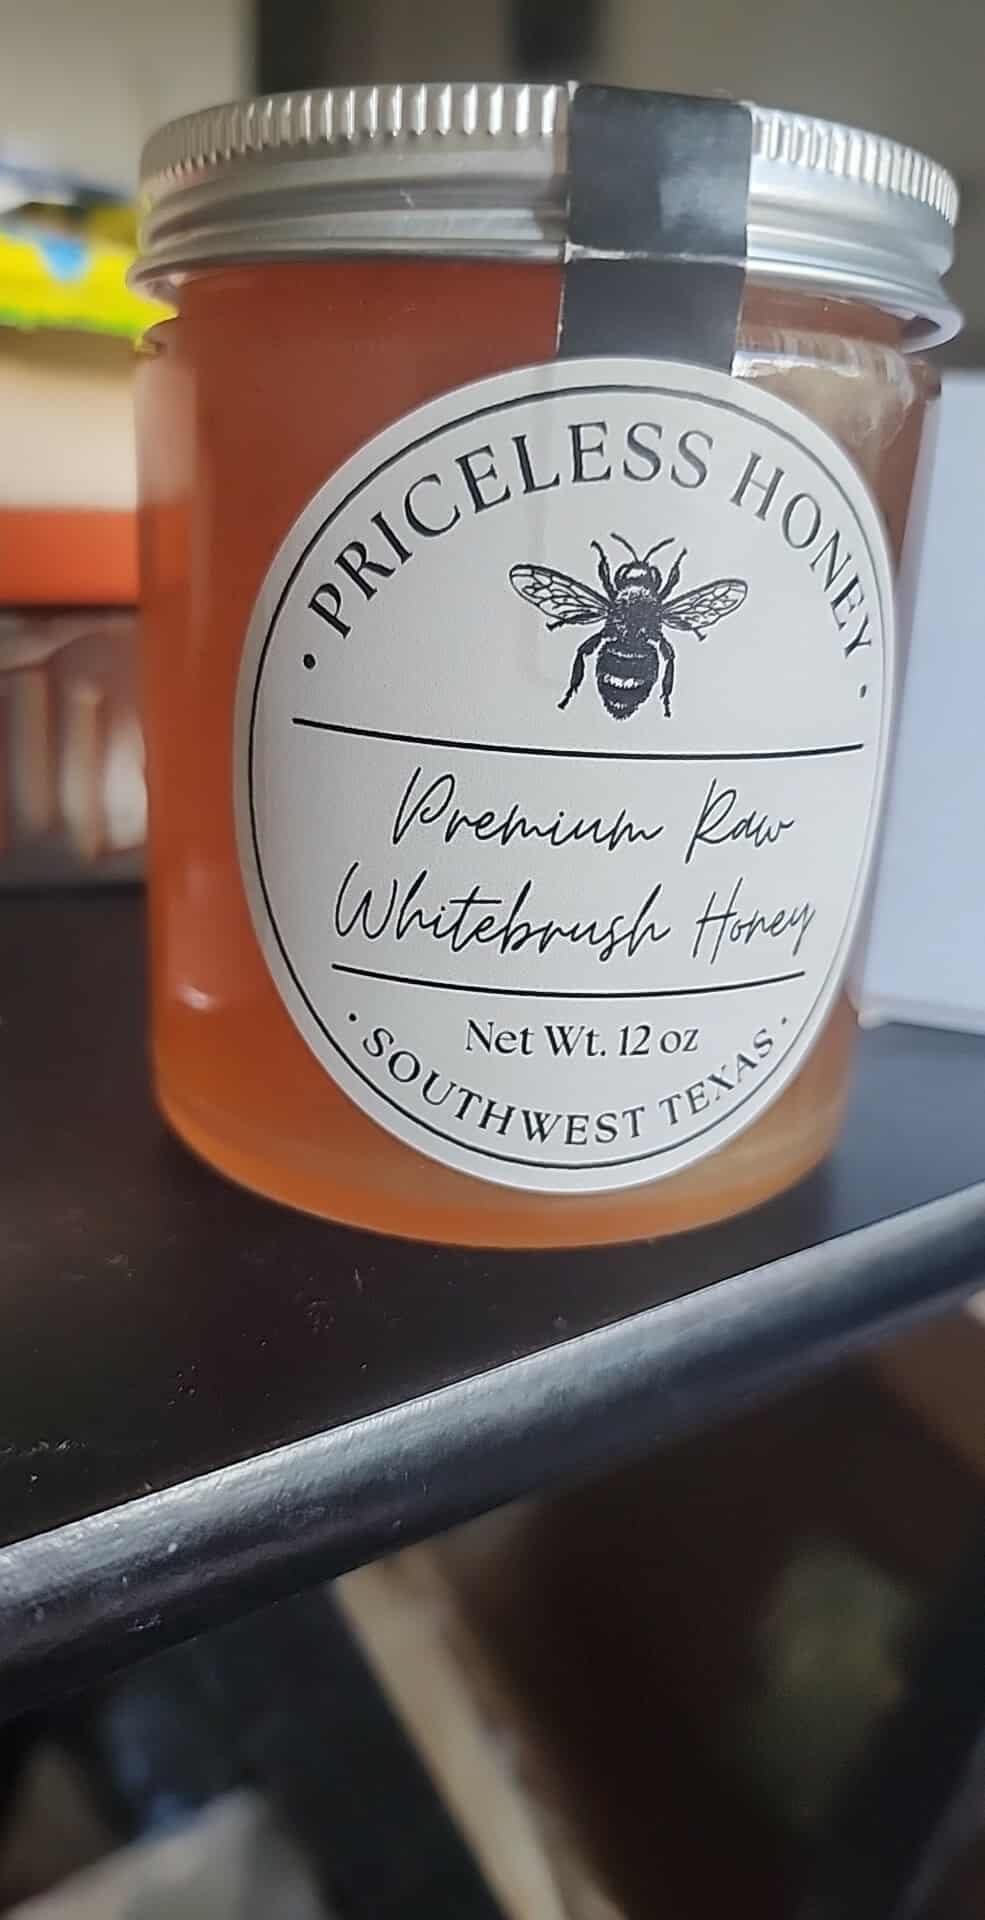 • PRICELESS HONEY •
Premium Raw
Whitebrush Honey
Net Wt. 12 oz
• SOUTHWEST TEXAS •